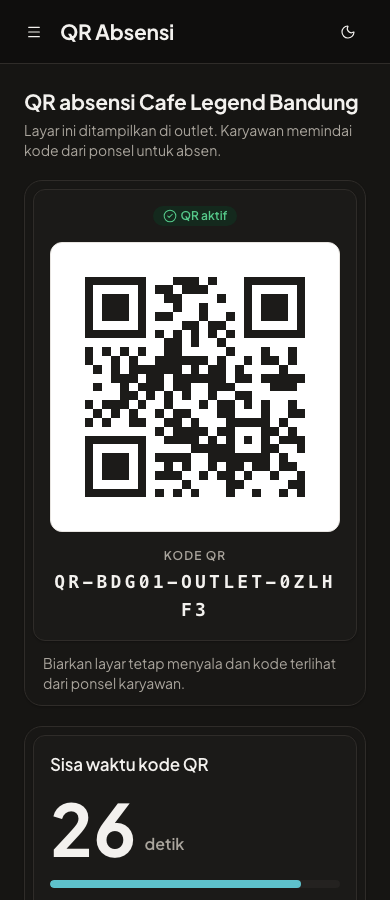 QR Absensi
QR absensi Cafe Legend Bandung
Layar ini ditampilkan di outlet. Karyawan memindai
kode dari ponsel untuk absen.
QR aktif
KODE QR
QR-BDG01-OUTLET-0ZLH
F3
Biarkan layar tetap menyala dan kode terlihat
dari ponsel karyawan.
Sisa waktu kode QR
26 detik